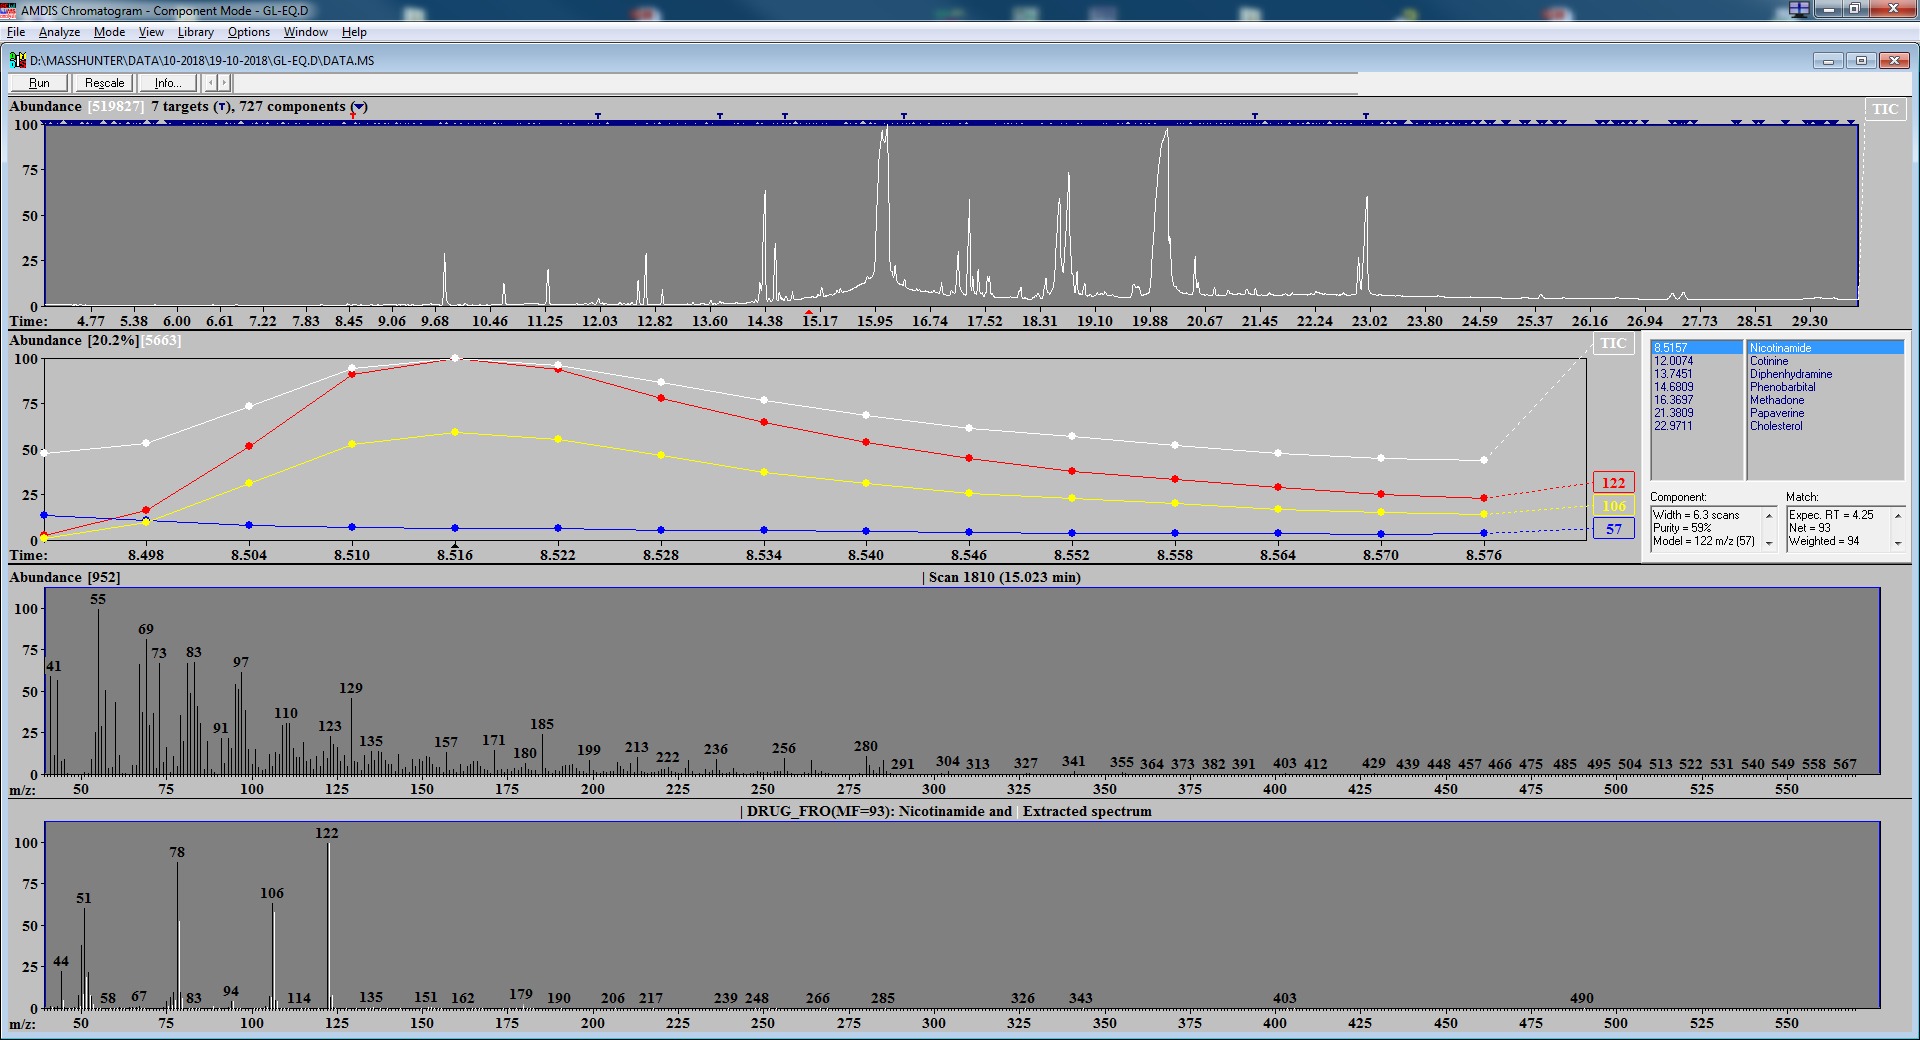 AMDIS Chromatogram - Component Mode - GL-EQ.D
File Analyze Mode View Library Options Window Help
D:\MASSHUNTER\DATA\10-2018\19-10-2018\GL-EQ.D\DATA.MS
Run Rescale Info...
Abundance [519827] 7 targets (T), 727 components (▼)
TIC
100
75
50
25
0
Time: 4.77 5.38 6.00 6.61 7.22 7.83 8.45 9.06 9.68 10.46 11.25 12.03 12.82 13.60 14.38 15.17 15.95 16.74 17.52 18.31 19.10 19.88 20.67 21.45 22.24 23.02 23.80 24.59 25.37 26.16 26.94 27.73 28.51 29.30
Abundance [20.2%][5663]
TIC
100
75
50
25
0
122
106
57
Time: 8.498 8.504 8.510 8.516 8.522 8.528 8.534 8.540 8.546 8.552 8.558 8.564 8.570 8.576
8.5157 Nicotinamide
12.0074 Cotinine
13.7451 Diphenhydramine
14.6809 Phenobarbital
16.3697 Methadone
21.3809 Papaverine
22.9711 Cholesterol
Component: Match:
Width = 6.3 scans Expec. RT = 4.25
Purity = 59% Net = 93
Model = 122 m/z (57) Weighted = 94
Abundance [952] | Scan 1810 (15.023 min)
100
75
50
25
0
41 55 69 73 83 91 97 110 123 129 135 157 171 180 185 199 213 222 236 256 280 291 304 313 327 341 355 364 373 382 391 403 412 429 439 448 457 466 475 485 495 504 513 522 531 540 549 558 567
m/z: 50 75 100 125 150 175 200 225 250 275 300 325 350 375 400 425 450 475 500 525 550
| DRUG_FRO(MF=93): Nicotinamide and | Extracted spectrum
100
75
50
25
0
44 51 58 67 78 83 94 106 114 122 135 151 162 179 190 206 217 239 248 266 285 326 343 403 490
m/z: 50 75 100 125 150 175 200 225 250 275 300 325 350 375 400 425 450 475 500 525 550